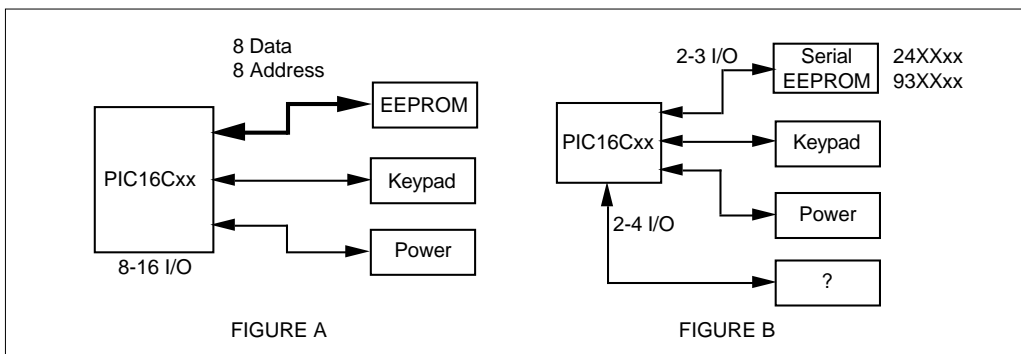 8 Data
8 Address
EEPROM
PIC16Cxx
Keypad
Power
8-16 I/O
FIGURE A
2-3 I/O
Serial
EEPROM
24XXxx
93XXxx
PIC16Cxx
Keypad
Power
2-4 I/O
?
FIGURE B